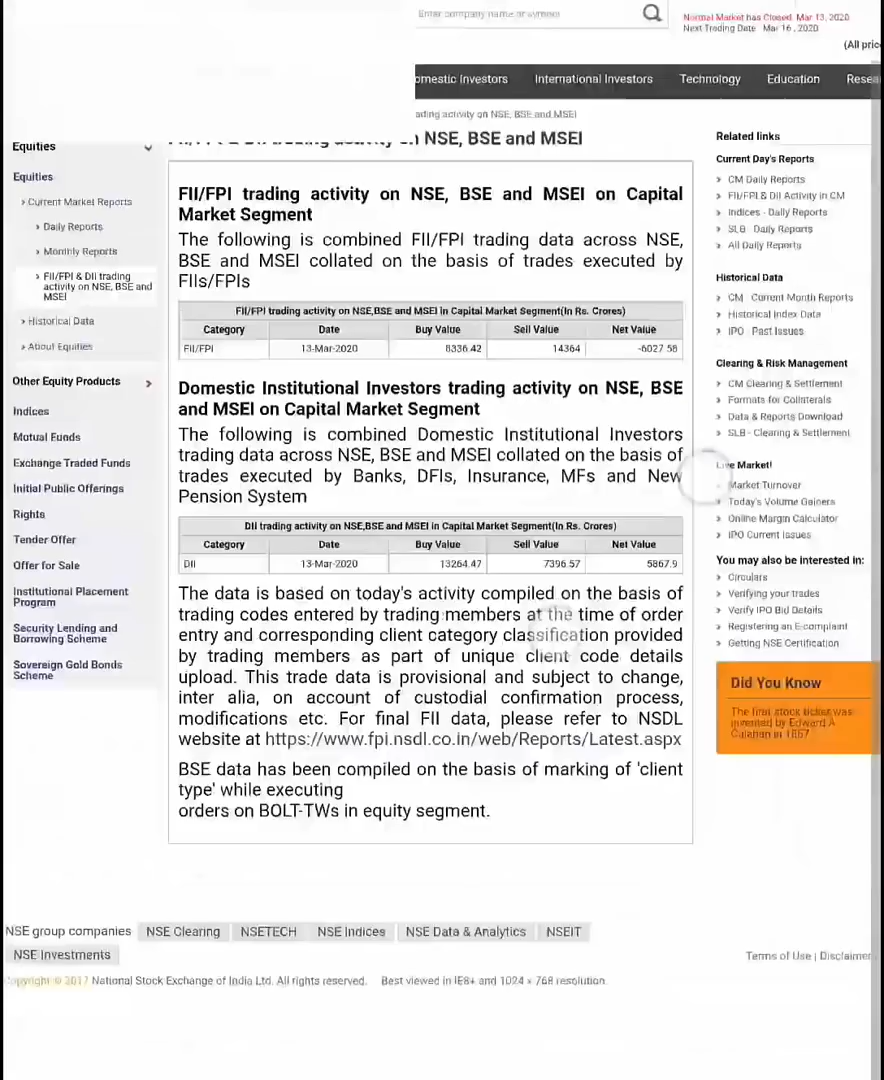 Enter company name or symbol
Normal Market has Closed. Mar 13, 2020
Next Trading Date Mar 16, 2020
(All pric
omestic Investors International Investors Technology Education Resea
ading activity on NSE, BSE and MSEI
n NSE, BSE and MSEI
Equities
Equities
Current Market Reports
Daily Reports
Monthly Reports
FII/FPI & DII trading
activity on NSE, BSE and
MSEI
Historical Data
About Equities
Other Equity Products
Indices
Mutual Funds
Exchange Traded Funds
Initial Public Offerings
Rights
Tender Offer
Offer for Sale
Institutional Placement
Program
Security Lending and
Borrowing Scheme
Sovereign Gold Bonds
Scheme
FII/FPI trading activity on NSE, BSE and MSEI on Capital
Market Segment
The following is combined FII/FPI trading data across NSE,
BSE and MSEI collated on the basis of trades executed by
FIIs/FPIs
FII/FPI trading activity on NSE,BSE and MSEI in Capital Market Segment(In Rs. Crores)
Category Date Buy Value Sell Value Net Value
FII/FPI 13-Mar-2020 8336.42 14364 -6027.58
Domestic Institutional Investors trading activity on NSE, BSE
and MSEI on Capital Market Segment
The following is combined Domestic Institutional Investors
trading data across NSE, BSE and MSEI collated on the basis of
trades executed by Banks, DFIs, Insurance, MFs and New
Pension System
DII trading activity on NSE,BSE and MSEI in Capital Market Segment(In Rs. Crores)
Category Date Buy Value Sell Value Net Value
DII 13-Mar-2020 13264.47 7396.57 5867.9
The data is based on today's activity compiled on the basis of
trading codes entered by trading members at the time of order
entry and corresponding client category classification provided
by trading members as part of unique client code details
upload. This trade data is provisional and subject to change,
inter alia, on account of custodial confirmation process,
modifications etc. For final FII data, please refer to NSDL
website at https://www.fpi.nsdl.co.in/web/Reports/Latest.aspx
BSE data has been compiled on the basis of marking of 'client
type' while executing
orders on BOLT-TWs in equity segment.
Related links
Current Day's Reports
CM Daily Reports
FII/FPI & DII Activity in CM
Indices - Daily Reports
SLB - Daily Reports
All Daily Reports
Historical Data
CM - Current Month Reports
Historical Index Data
IPO - Past Issues
Clearing & Risk Management
CM Clearing & Settlement
Formats for Collaterals
Data & Reports Download
SLB - Clearing & Settlement
Live Market!
Market Turnover
Today's Volume Gainers
Online Margin Calculator
IPO Current Issues
You may also be interested in:
Circulars
Verifying your trades
Verify IPO Bid Details
Registering an E-complaint
Getting NSE Certification
Did You Know
The first stock ticker was
invented by Edward A
Calahan in 1867
NSE group companies NSE Clearing NSETECH NSE Indices NSE Data & Analytics NSEIT
NSE Investments
Terms of Use | Disclaimer
Copyright © 2017 National Stock Exchange of India Ltd. All rights reserved. Best viewed in IE8+ and 1024 × 768 resolution